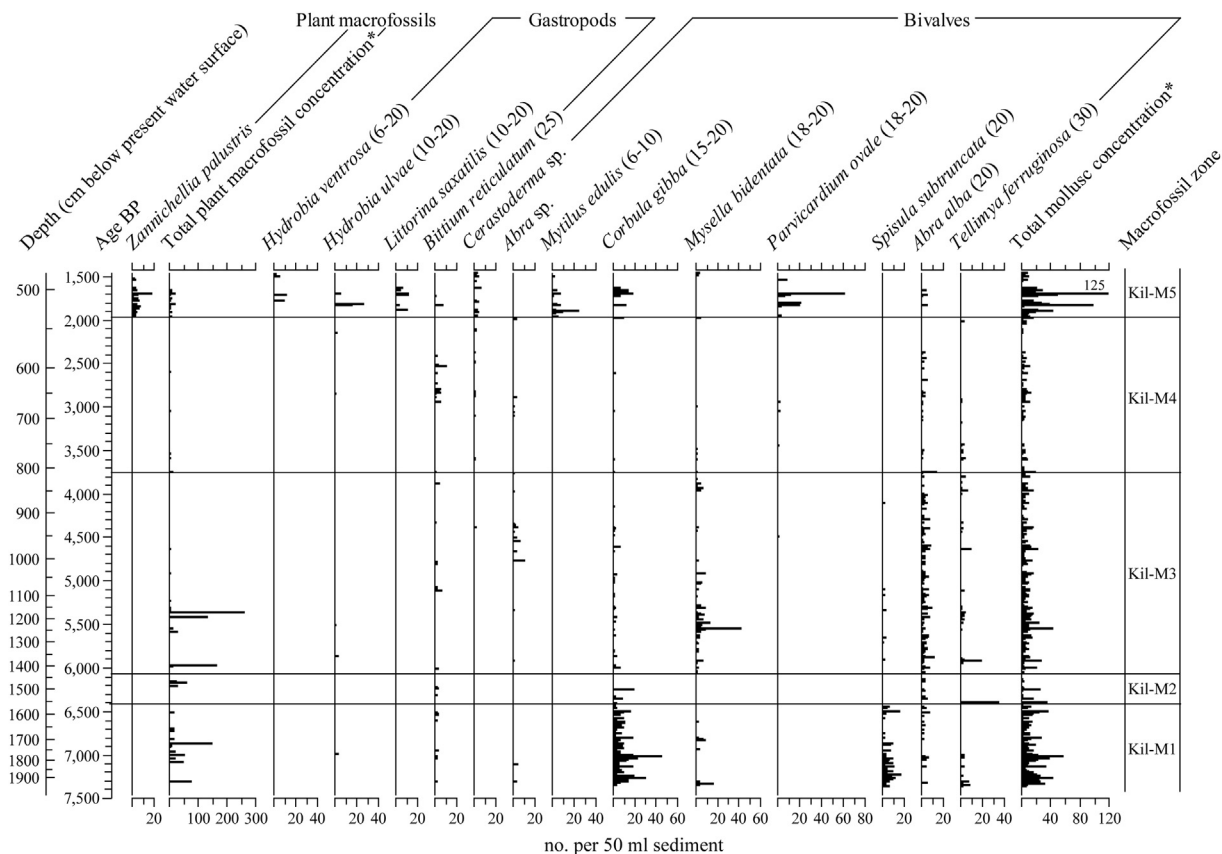 Plant macrofossils
Gastropods
Bivalves
Depth (cm below present water surface)
Age BP
Zannichellia palustris
Total plant macrofossil concentration*
Hydrobia ventrosa (6-20)
Hydrobia ulvae (10-20)
Littorina saxatilis (10-20)
Bittium reticulatum (25)
Cerastoderma sp.
Abra sp.
Mytilus edulis (6-10)
Corbula gibba (15-20)
Mysella bidentata (18-20)
Parvicardium ovale (18-20)
Spisula subtruncata (20)
Abra alba (20)
Tellimya ferruginosa (30)
Total mollusc concentration*
Macrofossil zone
500
600
700
800
900
1000
1100
1200
1300
1400
1500
1600
1700
1800
1900
1,500
2,000
2,500
3,000
3,500
4,000
4,500
5,000
5,500
6,000
6,500
7,000
7,500
125
Kil-M5
Kil-M4
Kil-M3
Kil-M2
Kil-M1
20 100 200 300 20 40 20 40 20 20 20 20 20 40 20 40 60 20 40 60 20 40 60 80 20 20 20 40 40 80 120
no. per 50 ml sediment